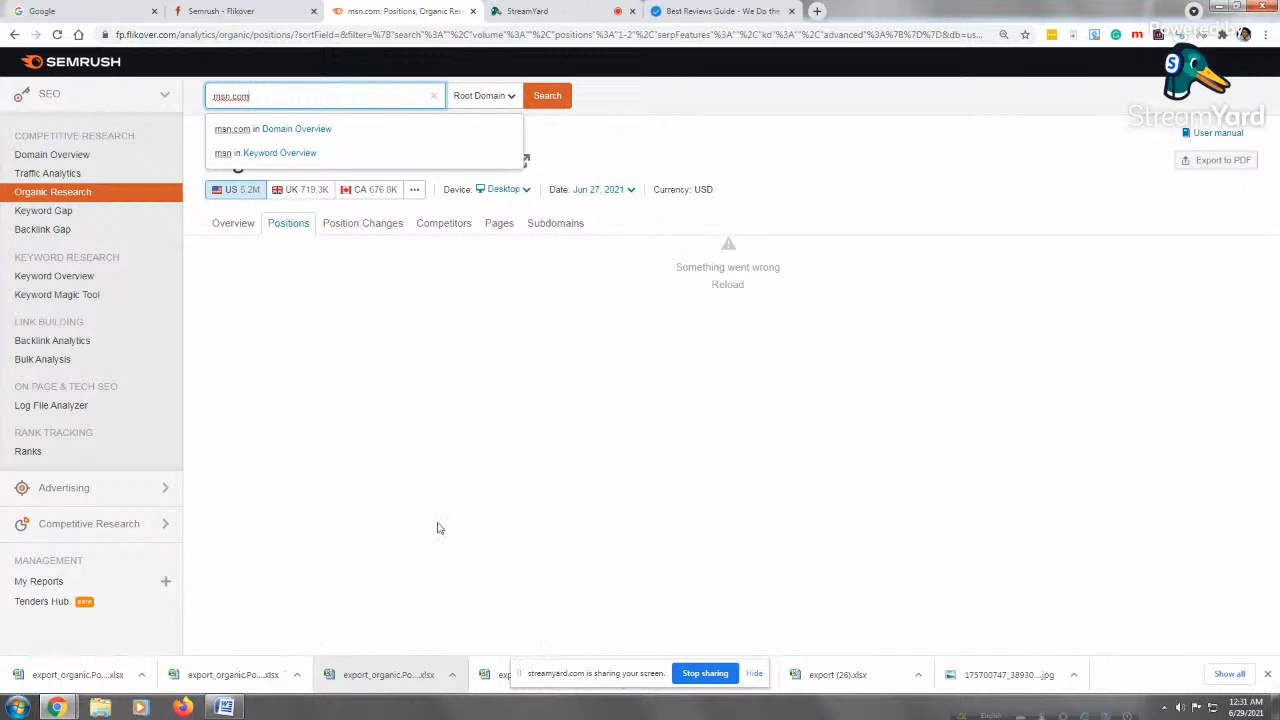 Google
Semrush - Flikover
msn.com: Positions, Organic Res
StreamYard
Best Reviews Guide - We Do the
fp.flikover.com/analytics/organic/positions/?sortField=&filter=%7B"search"%3A""%2C"positions"%3A"1-2"%2C"serpFeatures"%3A""%2C"kd"%3A""%2C"advanced"%3A%7B%7D%7D&db=us...
Powered by
SEMRUSH
StreamYard
SEO
msn.com
Root Domain
Search
msn.com in Domain Overview
msn in Keyword Overview
User manual
Export to PDF
COMPETITIVE RESEARCH
Domain Overview
Traffic Analytics
Organic Research
Keyword Gap
Backlink Gap
US 5.2M
UK 719.3K
CA 676.8K
Device: Desktop
Date: Jun 27, 2021
Currency: USD
Overview
Positions
Position Changes
Competitors
Pages
Subdomains
Something went wrong
Reload
KEYWORD RESEARCH
Keyword Overview
Keyword Magic Tool
LINK BUILDING
Backlink Analytics
Bulk Analysis
ON PAGE & TECH SEO
Log File Analyzer
RANK TRACKING
Ranks
Advertising
Competitive Research
MANAGEMENT
My Reports
Tenders Hub BETA
export_organic.Po....xlsx
export_organic.Po....xlsx
export_organic.Po....xlsx
streamyard.com is sharing your screen.
Stop sharing
Hide
export (26).xlsx
175700747_38930....jpg
Show all
English
12:31 AM
6/29/2021